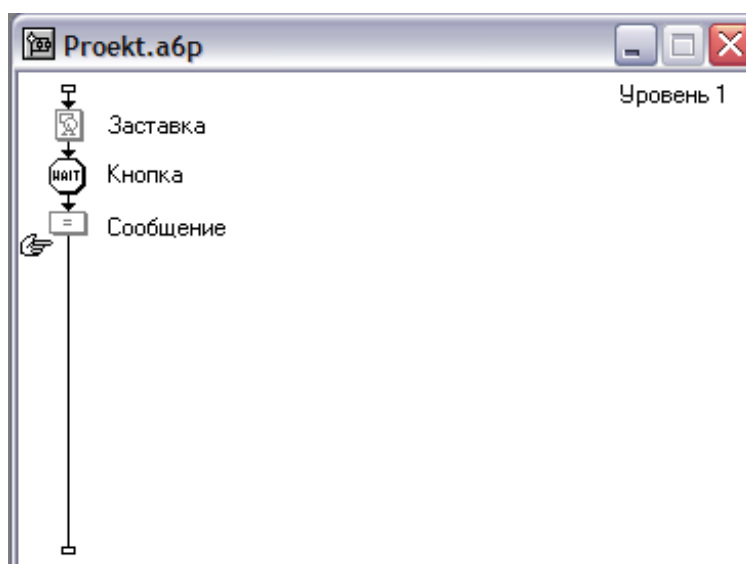 Proekt.a6p
Уровень 1
Заставка
WAIT
Кнопка
=
Сообщение